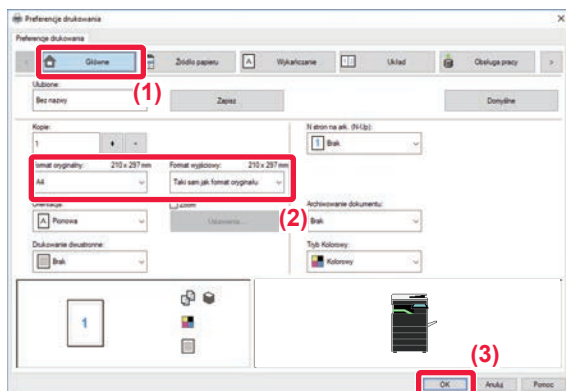 Preferencje drukowania
Preferencje drukowania
Główne Źródło papieru Wykańczanie Układ Obsługa pracy
(1)
Ulubione:
Bez nazwy Zapisz Domyślne
Kopie: N stron na ark. (N-Up):
1 Brak
Format oryginalny: 210 x 297 mm Format wyjściowy: 210 x 297 mm
A4 Taki sam jak format oryginału
(2)
Orientacja: Zoom Archiwizowanie dokumentu:
Pionowa Ustawienia... Brak
Drukowanie dwustronne: Tryb Kolorowy:
Brak Kolorowy
1
(3)
OK Anuluj Pomoc